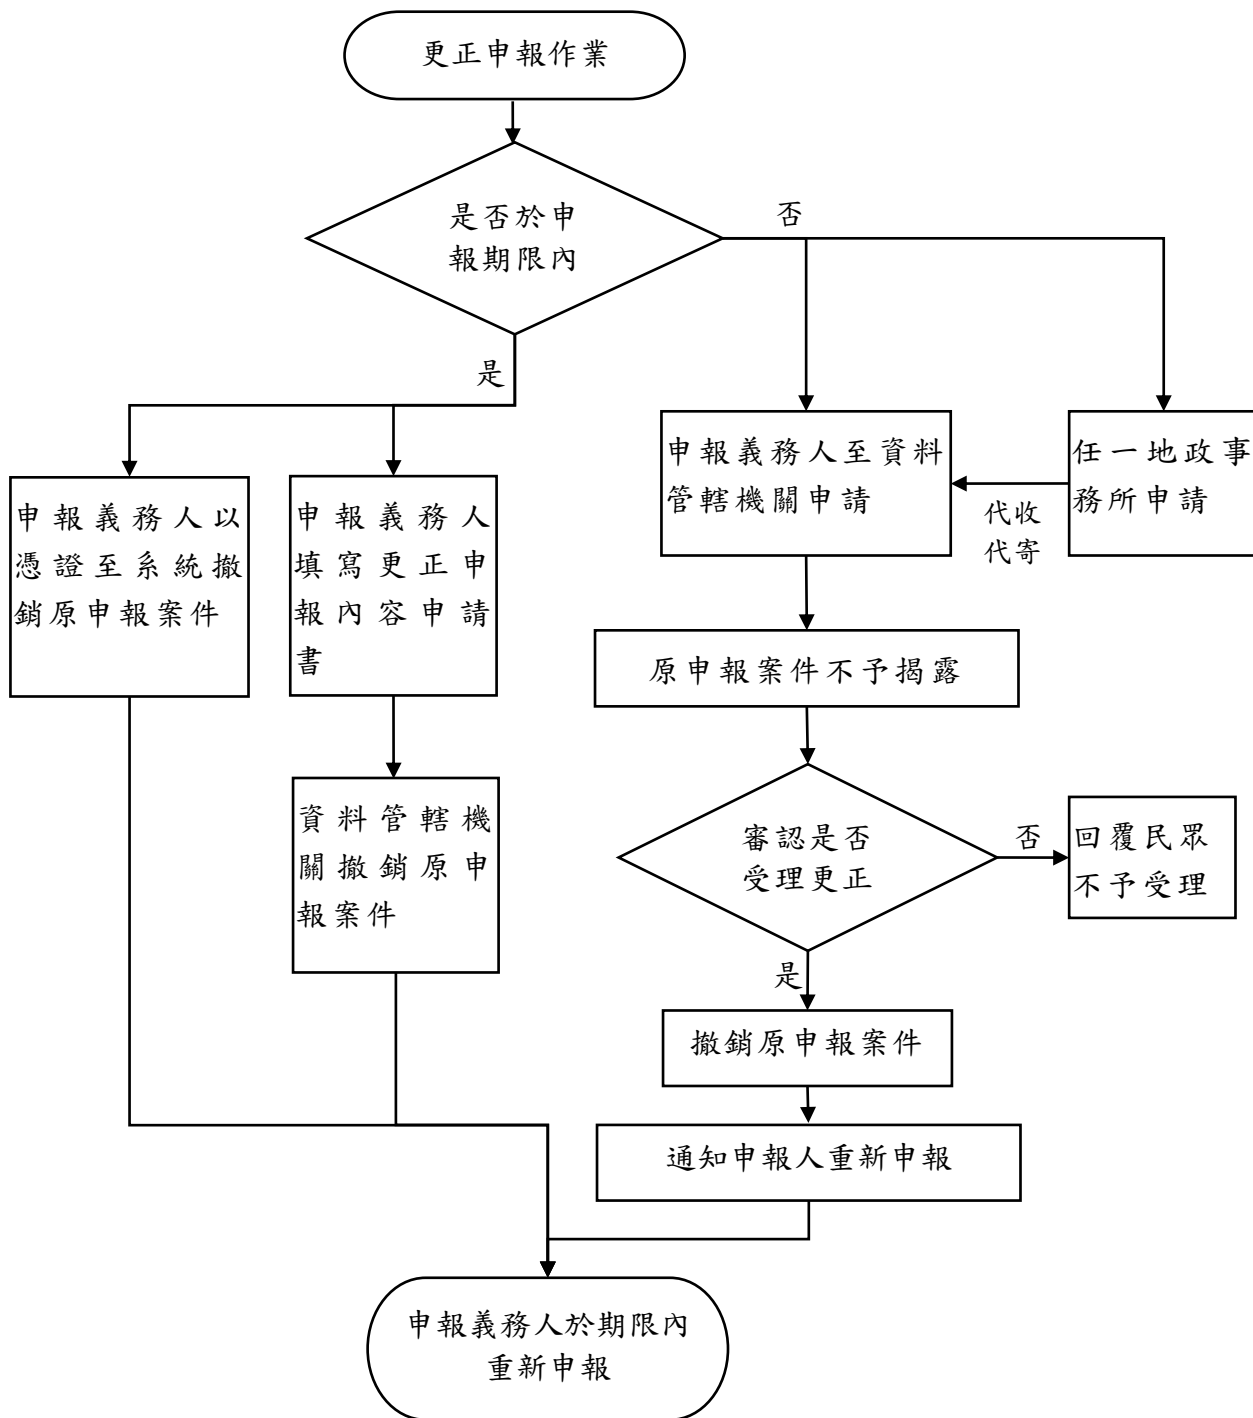 更正申報作業
是否於申
報期限內
否
是
申報義務人以
憑證至系統撤
銷原申報案件
申報義務人
填寫更正申
報內容申請
書
申報義務人至資料
管轄機關申請
任一地政事
務所申請
代收
代寄
原申報案件不予揭露
資料管轄機
關撤銷原申
報案件
審認是否
受理更正
否
回覆民眾
不予受理
是
撤銷原申報案件
通知申報人重新申報
申報義務人於期限內
重新申報